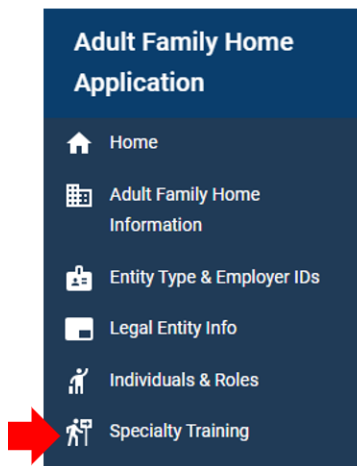 Adult Family Home
Application
Home
Adult Family Home
Information
Entity Type & Employer IDs
Legal Entity Info
Individuals & Roles
Specialty Training